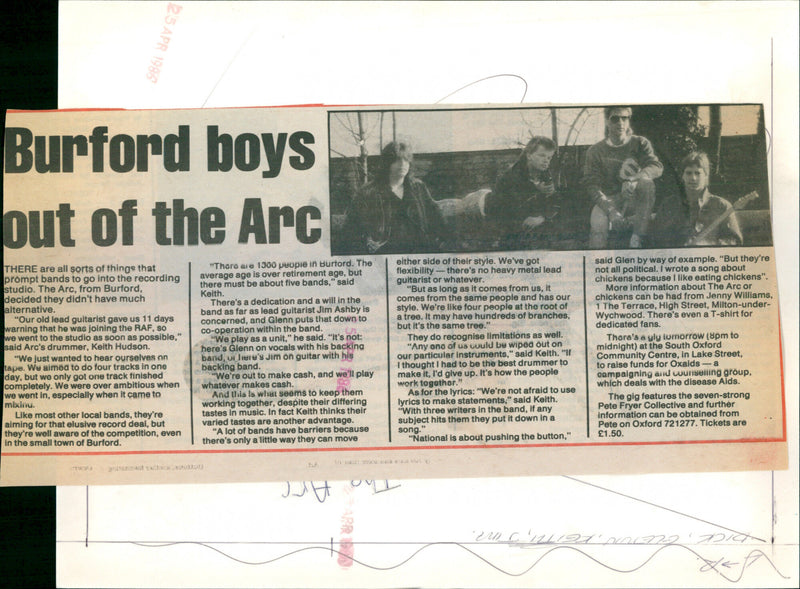 25 APR 198
Burford boys
out of the Arc
THERE are all sorts of things that
prompt bands to go into the recording
studio. The Arc, from Burford,
decided they didn't have much
alternative.
"Our old lead guitarist gave us 11 days
warning that he was joining the RAF, so
we went to the studio as soon as possible,"
said Arc's drummer, Keith Hudson.
"We just wanted to hear ourselves on
tape. We aimed to do four tracks in one
day, but we only got one track finished
completely. We were over ambitious when
we went in, especially when it came to
mixing.
Like most other local bands, they're
aiming for that elusive record deal, but
they're well aware of the competition, even
in the small town of Burford.
"There are 1300 people in Burford. The
average age is over retirement age, but
there must be about five bands," said
Keith.
There's a dedication and a will in the
band as far as lead guitarist Jim Ashby is
concerned, and Glenn puts that down to
co-operation within the band.
"We play as a unit," he said. "It's not:
here's Glenn on vocals with his backing
band, or here's Jim on guitar with his
backing band.
"We're out to make cash, and we'll play
whatever makes cash.
And this is what seems to keep them
working together, despite their differing
tastes in music. In fact Keith thinks their
varied tastes are another advantage.
"A lot of bands have barriers because
there's only a little way they can move
either side of their style. We've got
flexibility — there's no heavy metal lead
guitarist or whatever.
"But as long as it comes from us, it
comes from the same people and has our
style. We're like four people at the root of
a tree. It may have hundreds of branches,
but it's the same tree."
They do recognise limitations as well.
"Any one of us could be wiped out on
our particular instruments," said Keith. "If
I thought I had to be the best drummer to
make it, I'd give up. It's how the people
work together."
As for the lyrics: "We're not afraid to use
lyrics to make statements," said Keith.
"With three writers in the band, if any
subject hits them they put it down in a
song."
"National is about pushing the button,"
said Glen by way of example. "But they're
not all political. I wrote a song about
chickens because I like eating chickens".
More information about The Arc or
chickens can be had from Jenny Williams,
1 The Terrace, High Street, Milton-under-
Wychwood. There's even a T-shirt for
dedicated fans.
There's a gig tomorrow (8pm to
midnight) at the South Oxford
Community Centre, in Lake Street,
to raise funds for Oxaids — a
campaigning and counselling group,
which deals with the disease Aids.
The gig features the seven-strong
Pete Fryer Collective and further
information can be obtained from
Pete on Oxford 721277. Tickets are
£1.50.
The Arc
DICK, GLENN, KEITH, JIM